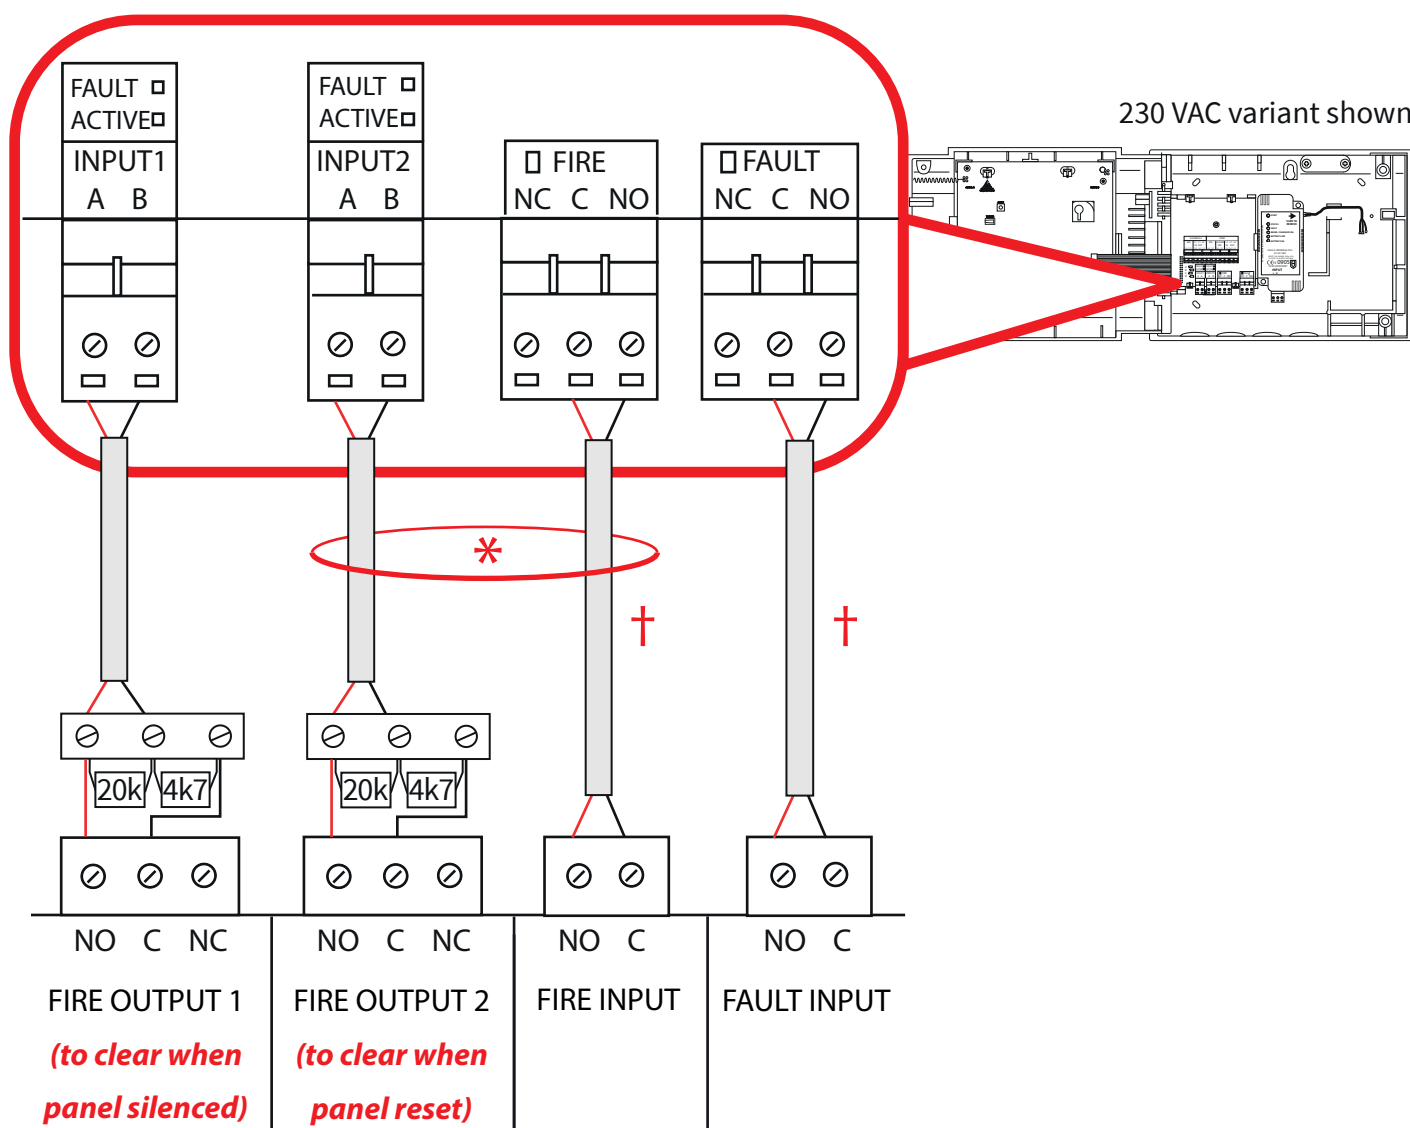 FAULT
ACTIVE
INPUT1
A B
FAULT
ACTIVE
INPUT2
A B
FIRE
NC C NO
FAULT
NC C NO
230 VAC variant shown
0905
INPUT
*
†
†
20k 4k7
20k 4k7
NO C NC
FIRE OUTPUT 1
(to clear when
panel silenced)
NO C NC
FIRE OUTPUT 2
(to clear when
panel reset)
NO C
FIRE INPUT
NO C
FAULT INPUT